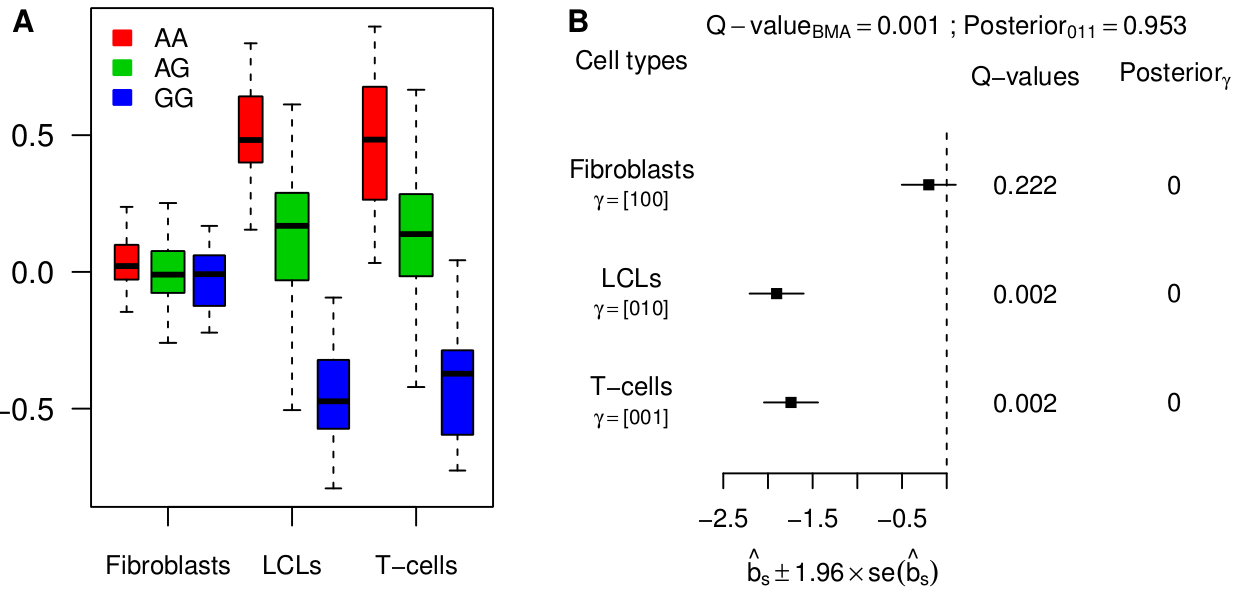 A
AA
AG
GG
0.5
0.0
−0.5
Fibroblasts LCLs T−cells
B
Q−value_BMA = 0.001 ; Posterior_011 = 0.953
Cell types Q−values Posterior_γ
Fibroblasts 0.222 0
γ = [100]
LCLs 0.002 0
γ = [010]
T−cells 0.002 0
γ = [001]
−2.5 −1.5 −0.5
b̂_s ± 1.96 × se(b̂_s)